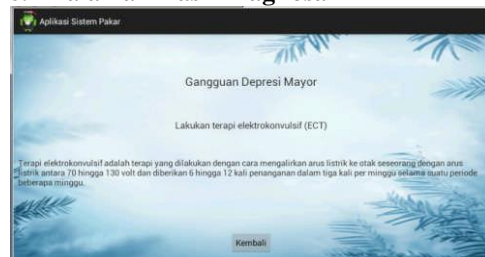 Aplikasi Sistem Pakar
Gangguan Depresi Mayor
Lakukan terapi elektrokonvulsif (ECT)
Terapi elektrokonvulsif adalah terapi yang dilakukan dengan cara mengalirkan arus listrik ke otak seseorang dengan arus
listrik antara 70 hingga 130 volt dan diberikan 6 hingga 12 kali penanganan dalam tiga kali per minggu selama suatu periode
beberapa minggu.
Kembali